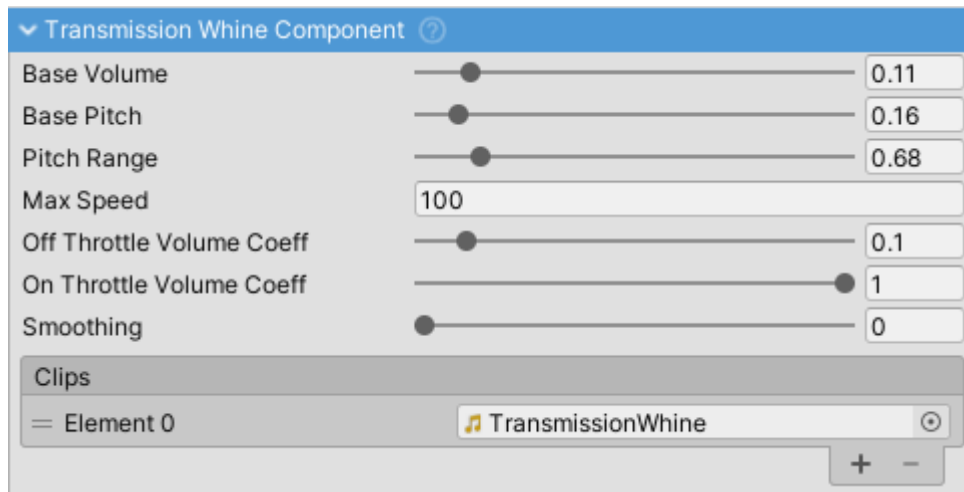 Transmission Whine Component ?
Base Volume 0.11
Base Pitch 0.16
Pitch Range 0.68
Max Speed 100
Off Throttle Volume Coeff 0.1
On Throttle Volume Coeff 1
Smoothing 0
Clips
Element 0 TransmissionWhine
+ −